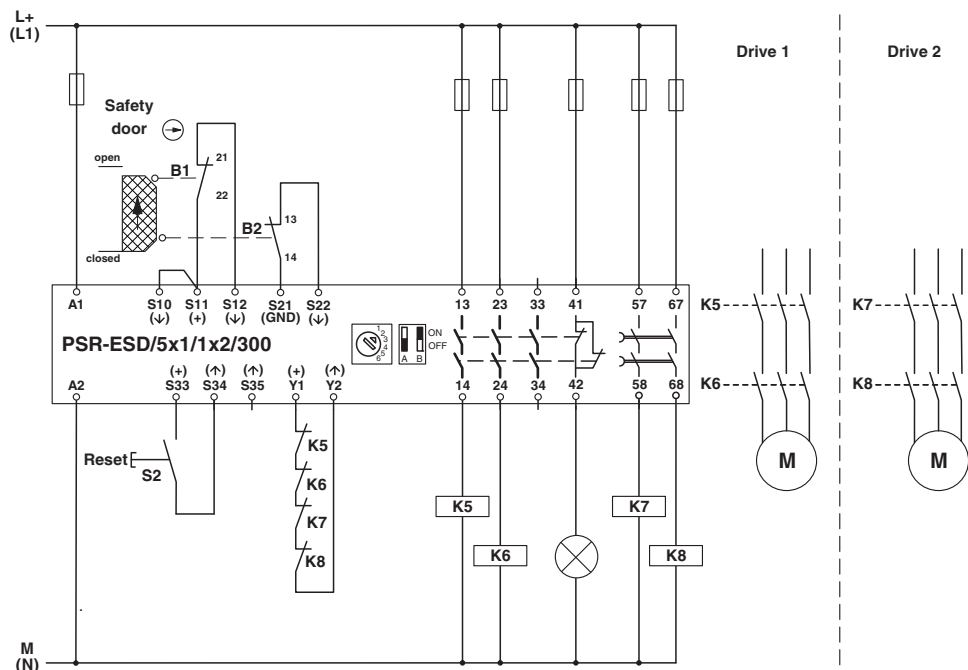 L+
(L1)
Drive 1
Drive 2
Safety
door
open
closed
B1
21
22
B2
13
14
A1
S10
(↓)
S11
(+)
S12
(↓)
S21
(GND)
S22
(↓)
13
23
33
41
57
67
PSR-ESD/5x1/1x2/300
1
2
3
4
5
6
ON
OFF
A B
A2
(+)
S33
(↑)
S34
(↑)
S35
(+)
Y1
(↑)
Y2
14
24
34
42
58
68
K5
K6
K7
K8
Reset
S2
K5
K6
K7
K8
K5
K6
K7
K8
M
M
M
(N)